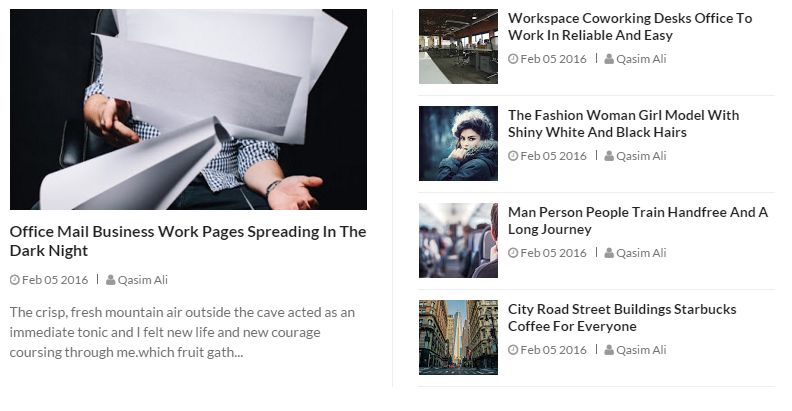 Office Mail Business Work Pages Spreading In The
Dark Night
Feb 05 2016 | Qasim Ali
The crisp, fresh mountain air outside the cave acted as an
immediate tonic and I felt new life and new courage
coursing through me.which fruit gath...
Workspace Coworking Desks Office To
Work In Reliable And Easy
Feb 05 2016 | Qasim Ali
The Fashion Woman Girl Model With
Shiny White And Black Hairs
Feb 05 2016 | Qasim Ali
Man Person People Train Handfree And A
Long Journey
Feb 05 2016 | Qasim Ali
City Road Street Buildings Starbucks
Coffee For Everyone
Feb 05 2016 | Qasim Ali